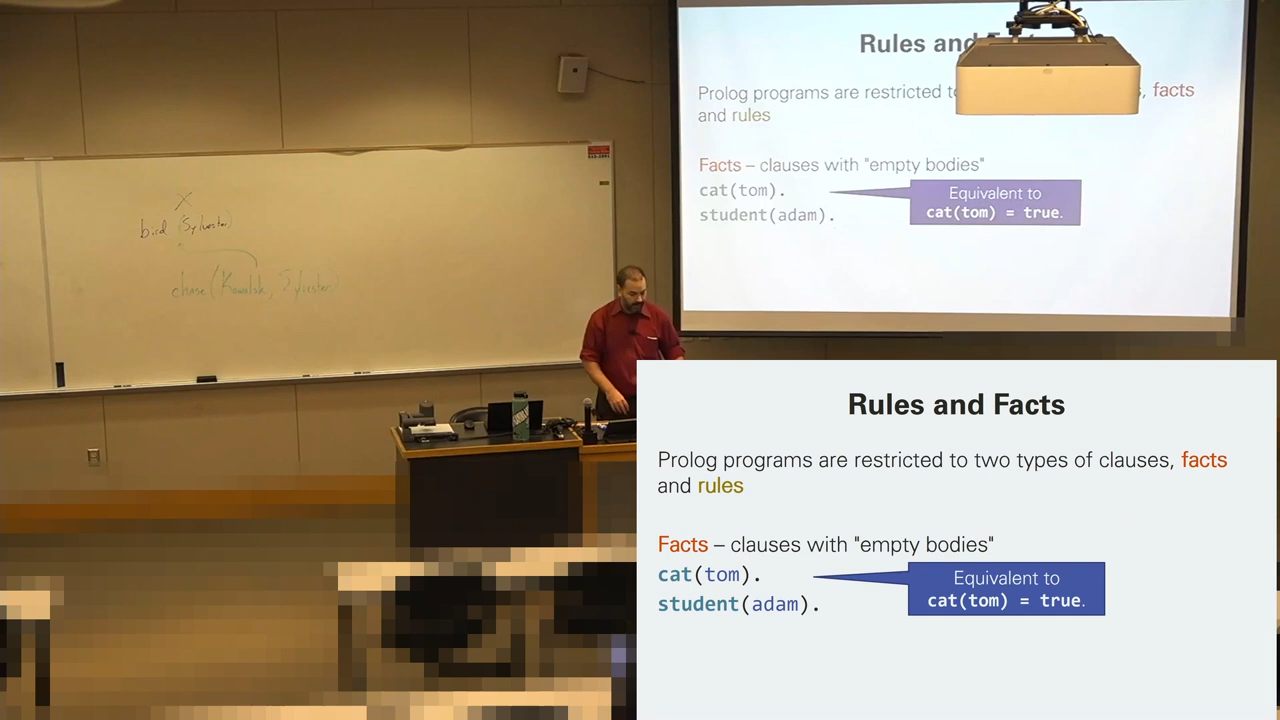 X
bird (Sylvester)
chase (Kowalsk, Sylvester)
Rules and
Prolog programs are restricted to , facts
and rules
Facts – clauses with "empty bodies"
cat(tom).
student(adam).
Equivalent to
cat(tom) = true.
Rules and Facts
Prolog programs are restricted to two types of clauses, facts
and rules
Facts – clauses with "empty bodies"
cat(tom).
student(adam).
Equivalent to
cat(tom) = true.